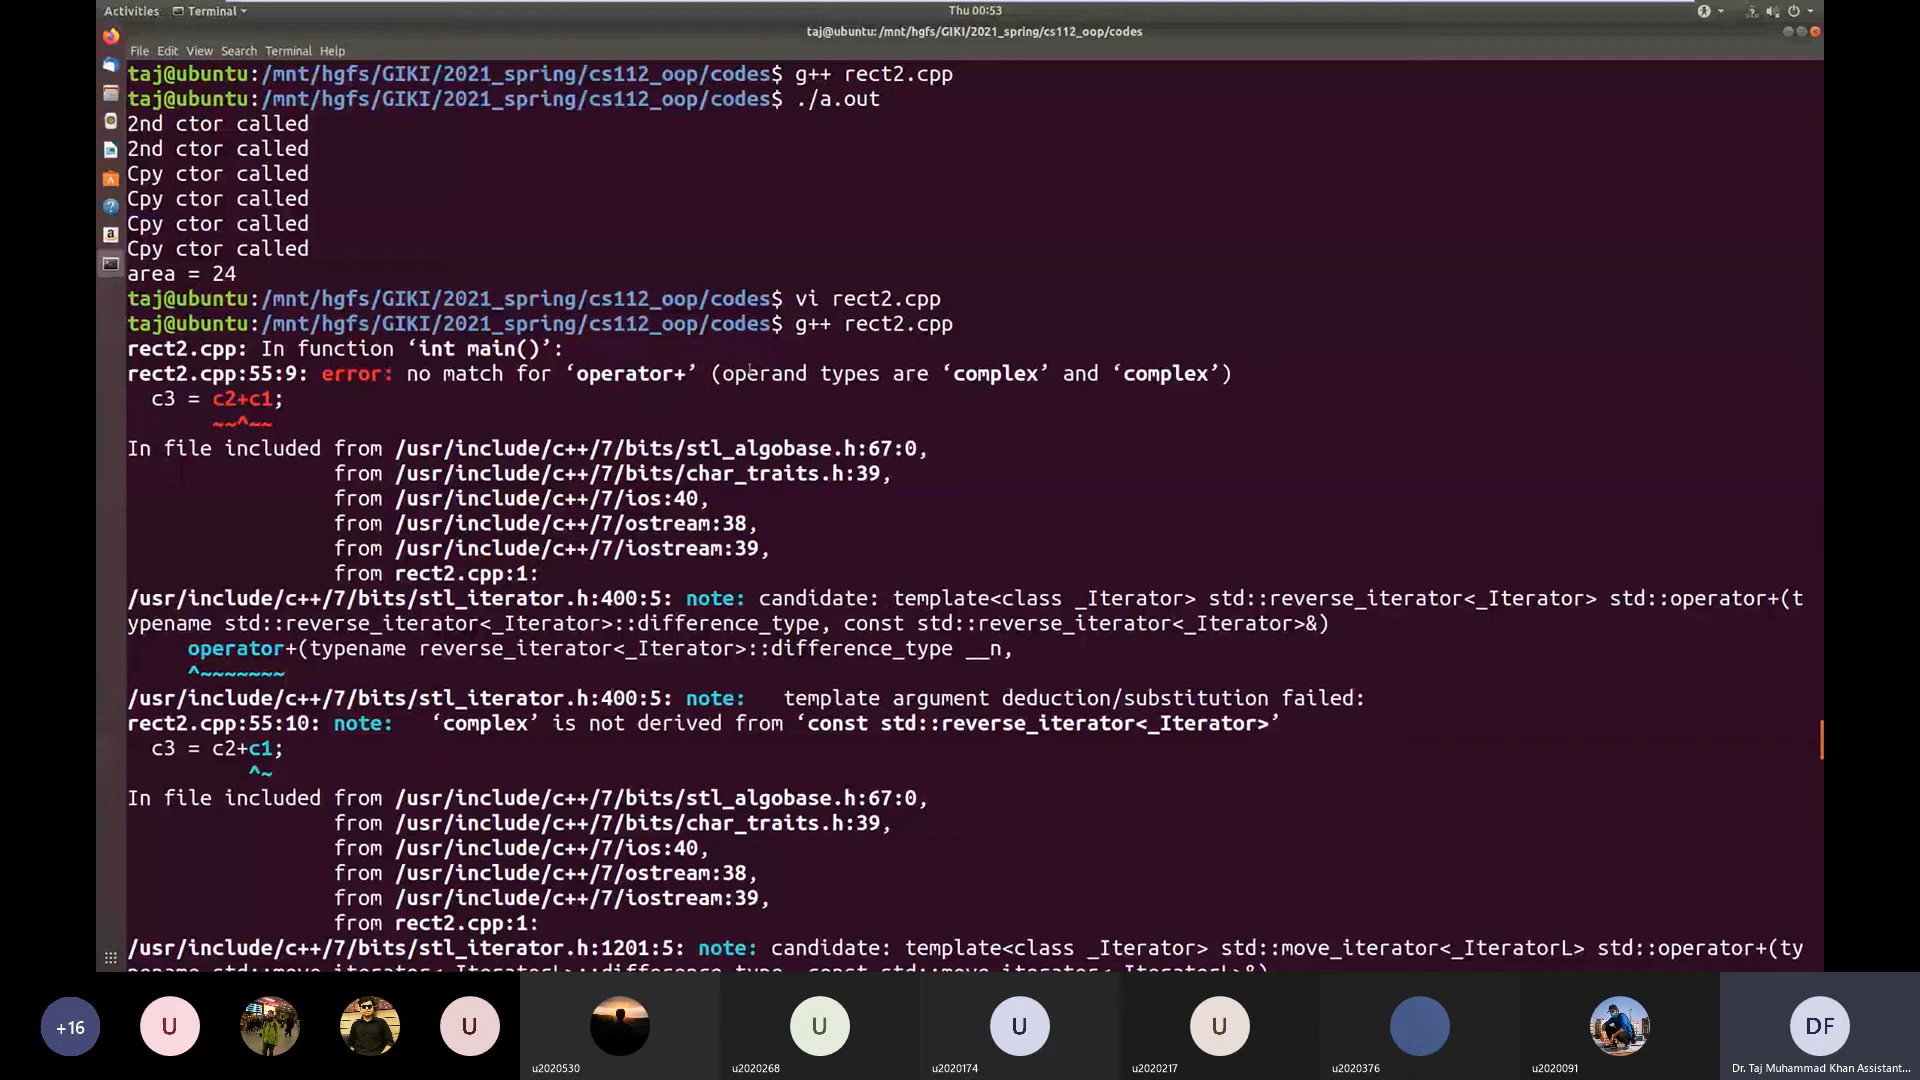 Activities Terminal Thu 00:53
taj@ubuntu: /mnt/hgfs/GIKI/2021_spring/cs112_oop/codes
File Edit View Search Terminal Help
taj@ubuntu:/mnt/hgfs/GIKI/2021_spring/cs112_oop/codes$ g++ rect2.cpp
taj@ubuntu:/mnt/hgfs/GIKI/2021_spring/cs112_oop/codes$ ./a.out
2nd ctor called
2nd ctor called
Cpy ctor called
Cpy ctor called
Cpy ctor called
Cpy ctor called
area = 24
taj@ubuntu:/mnt/hgfs/GIKI/2021_spring/cs112_oop/codes$ vi rect2.cpp
taj@ubuntu:/mnt/hgfs/GIKI/2021_spring/cs112_oop/codes$ g++ rect2.cpp
rect2.cpp: In function ‘int main()’:
rect2.cpp:55:9: error: no match for ‘operator+’ (operand types are ‘complex’ and ‘complex’)
c3 = c2+c1;
~~^~~
In file included from /usr/include/c++/7/bits/stl_algobase.h:67:0,
from /usr/include/c++/7/bits/char_traits.h:39,
from /usr/include/c++/7/ios:40,
from /usr/include/c++/7/ostream:38,
from /usr/include/c++/7/iostream:39,
from rect2.cpp:1:
/usr/include/c++/7/bits/stl_iterator.h:400:5: note: candidate: template<class _Iterator> std::reverse_iterator<_Iterator> std::operator+(t
ypename std::reverse_iterator<_Iterator>::difference_type, const std::reverse_iterator<_Iterator>&)
operator+(typename reverse_iterator<_Iterator>::difference_type __n,
^~~~~~~~
/usr/include/c++/7/bits/stl_iterator.h:400:5: note: template argument deduction/substitution failed:
rect2.cpp:55:10: note: ‘complex’ is not derived from ‘const std::reverse_iterator<_Iterator>’
c3 = c2+c1;
^~
In file included from /usr/include/c++/7/bits/stl_algobase.h:67:0,
from /usr/include/c++/7/bits/char_traits.h:39,
from /usr/include/c++/7/ios:40,
from /usr/include/c++/7/ostream:38,
from /usr/include/c++/7/iostream:39,
from rect2.cpp:1:
/usr/include/c++/7/bits/stl_iterator.h:1201:5: note: candidate: template<class _Iterator> std::move_iterator<_IteratorL> std::operator+(ty
pename std::move_iterator<_IteratorL>::difference_type, const std::move_iterator<_IteratorL>&)
+16 U U U U U DF
u2020530 u2020268 u2020174 u2020217 u2020376 u2020091 Dr. Taj Muhammad Khan Assistant...